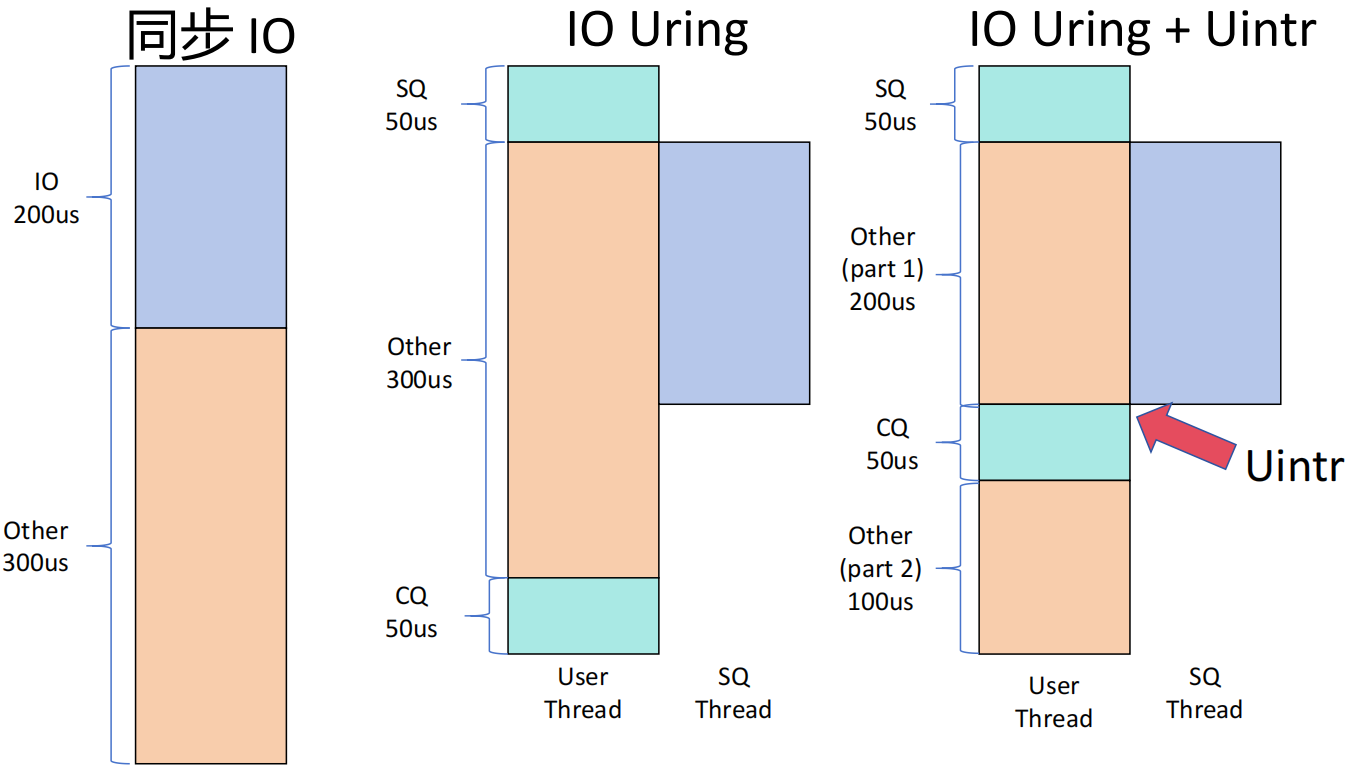 同步 IO
IO
200us
Other
300us
IO Uring
SQ
50us
Other
300us
CQ
50us
User
Thread
SQ
Thread
IO Uring + Uintr
SQ
50us
Other
(part 1)
200us
CQ
50us
Other
(part 2)
100us
Uintr
User
Thread
SQ
Thread